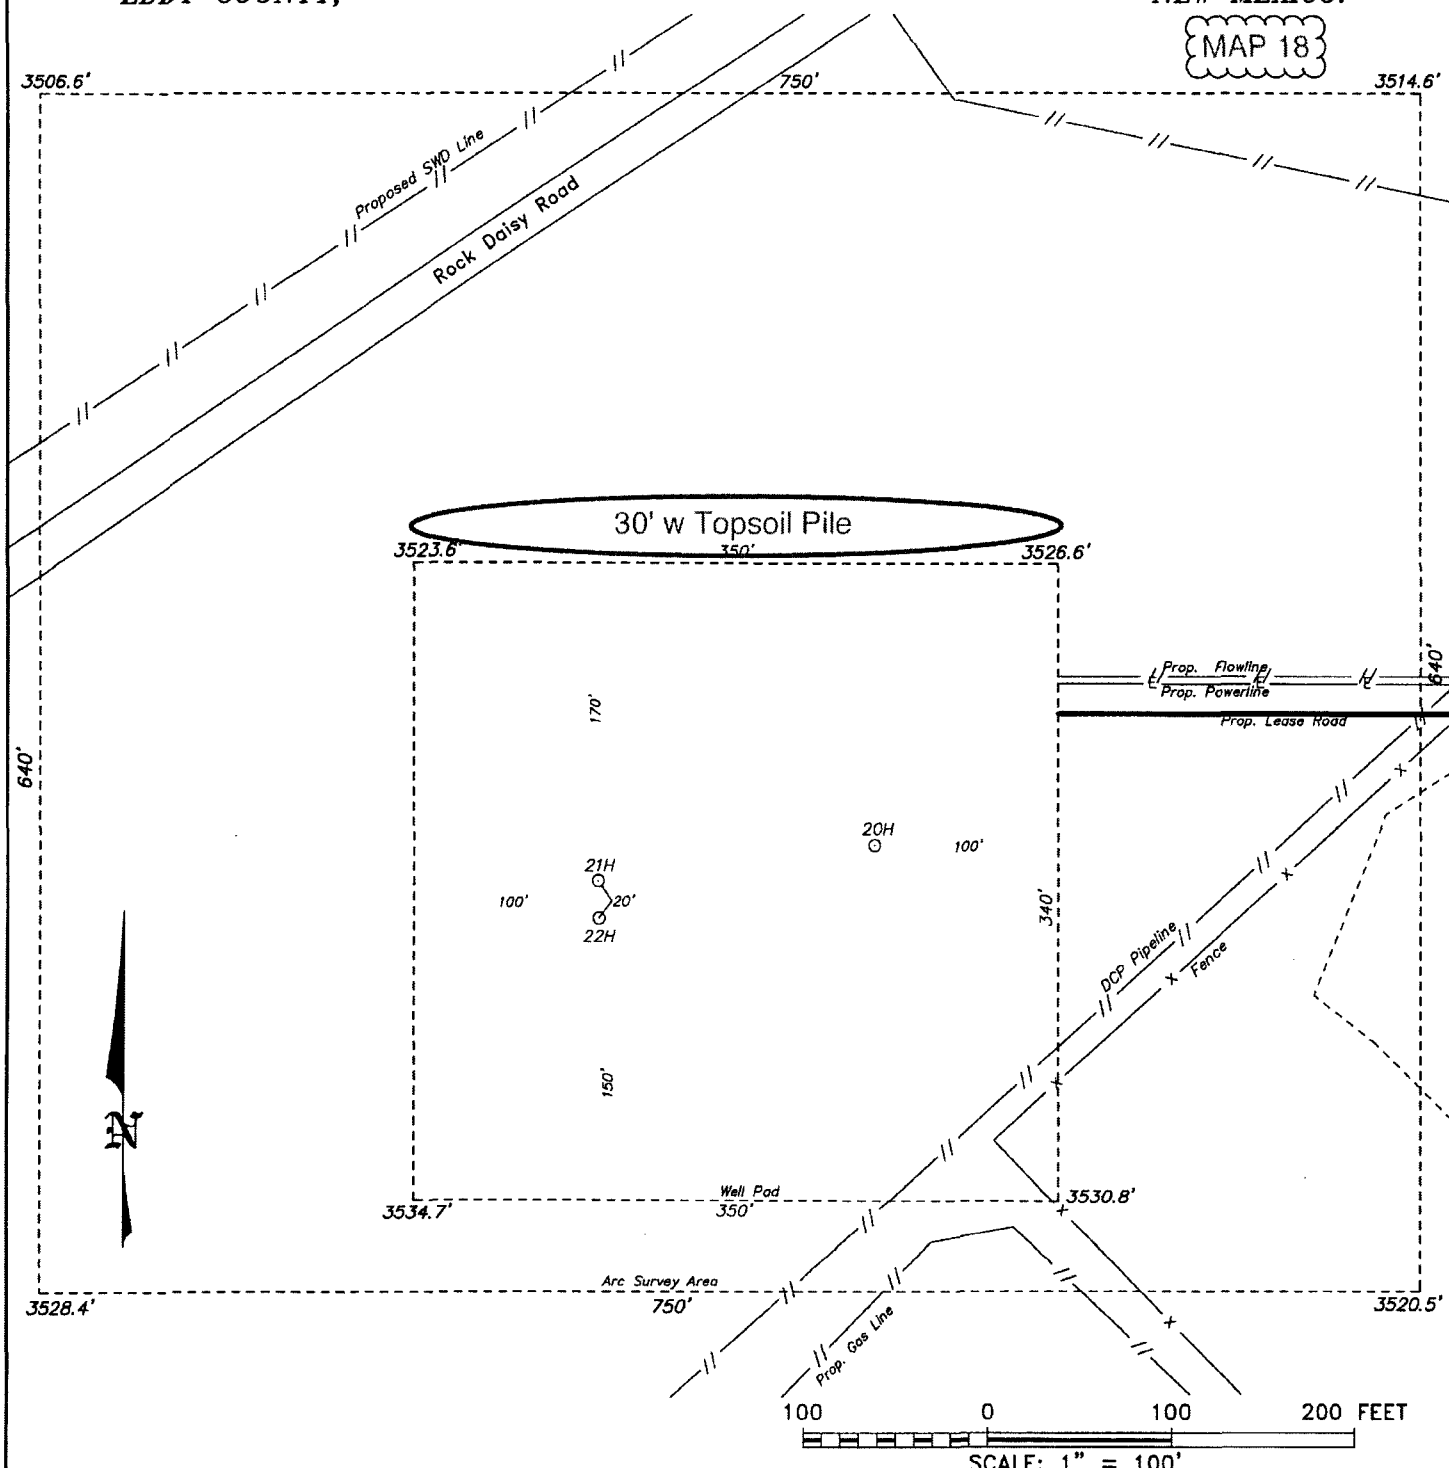 EDDY COUNTY,
NEW MEXICO.
MAP 18
3506.6'
750'
3514.6'
Proposed SWD Line
Rock Daisy Road
30' w Topsoil Pile
3523.6'
350'
3526.6'
Prop. Flowline
Prop. Powerline
Prop. Lease Road
640'
170'
640'
20H
100'
21H
100'
20'
22H
340'
DCP Pipeline
Fence
150'
N
Well Pad
3534.7'
350'
3530.8'
Arc Survey Area
3528.4'
750'
3520.5'
Prop. Gas Line
100 0 100 200 FEET
SCALE: 1" = 100'